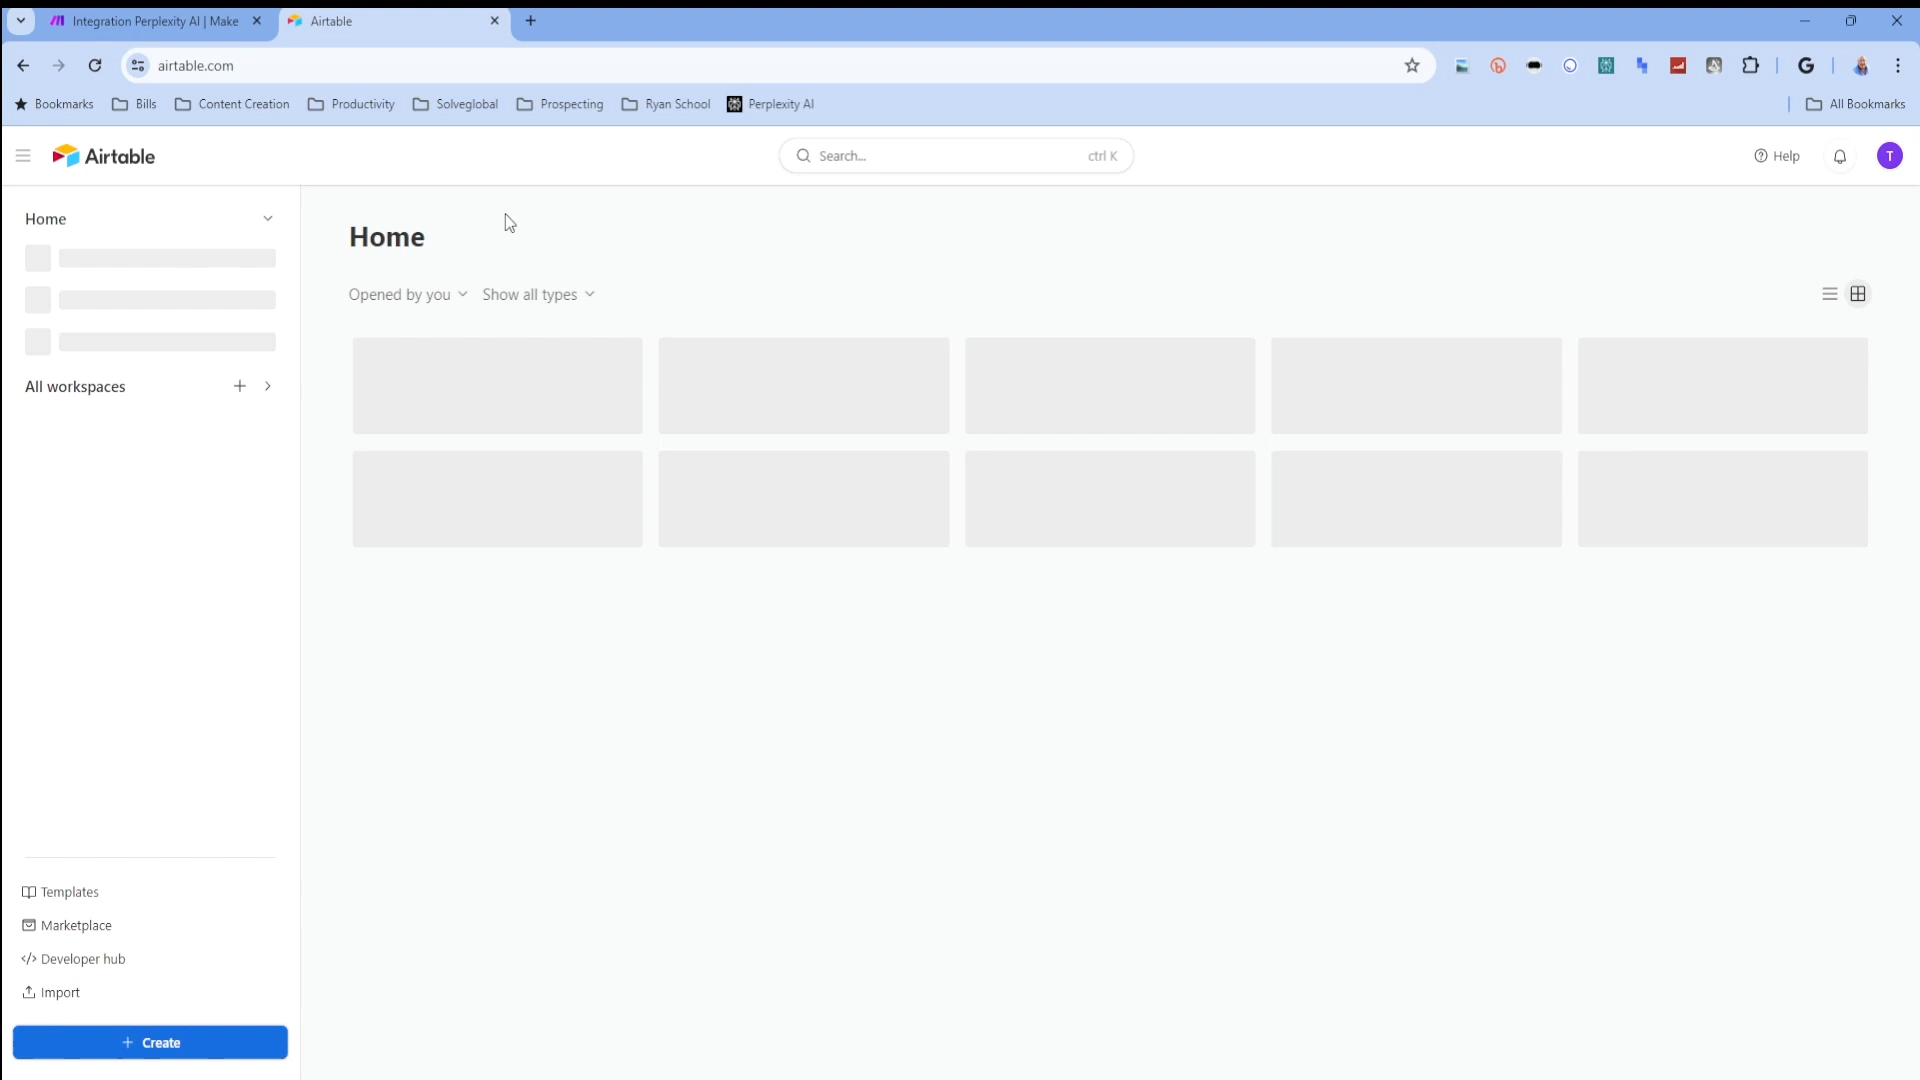 Integration Perplexity AI | Make
Airtable
airtable.com
Bookmarks
Bills
Content Creation
Productivity
Solveglobal
Prospecting
Ryan School
Perplexity AI
All Bookmarks
Airtable
Search...
ctrl K
Help
T
Home
Home
Opened by you
Show all types
All workspaces
Templates
Marketplace
</> Developer hub
Import
+ Create